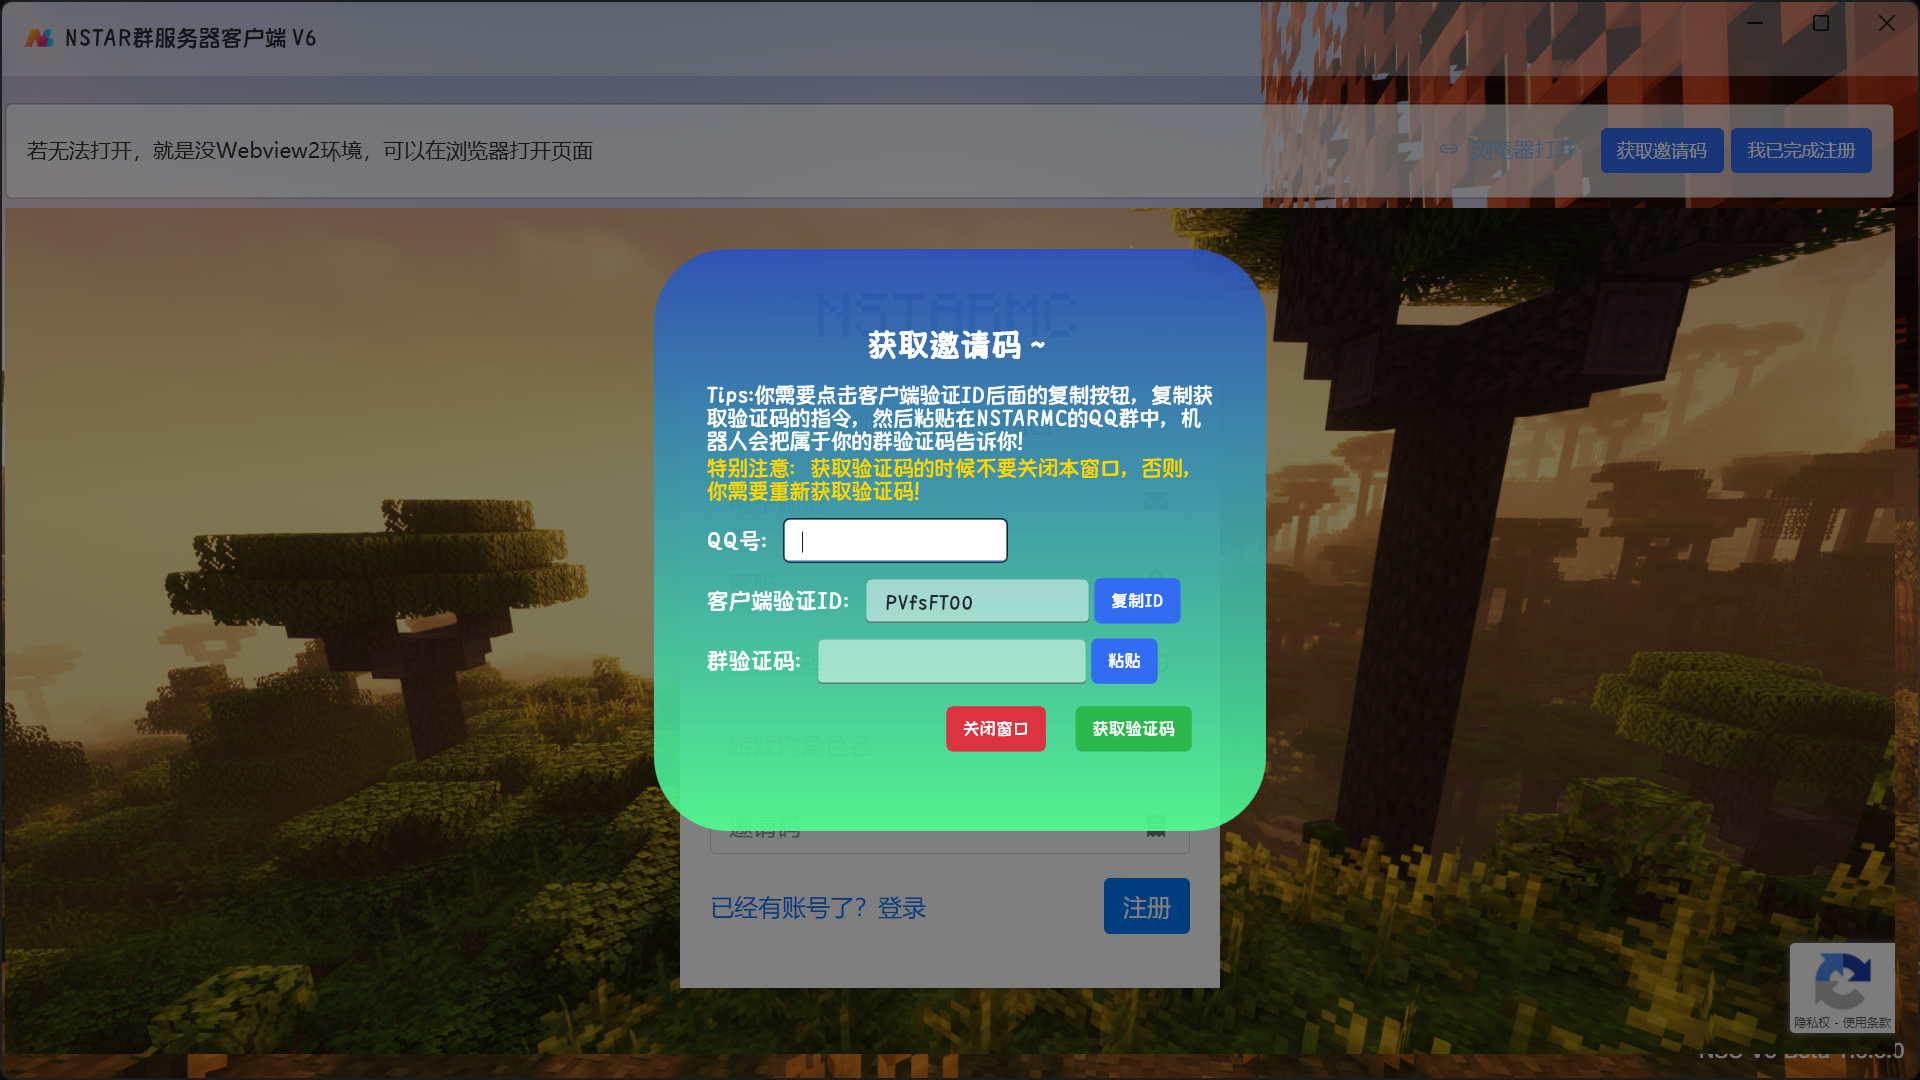 NSTAR群服务器客户端 V6
若无法打开，就是没Webview2环境，可以在浏览器打开页面
浏览器打开
获取邀请码
我已完成注册
NSTARMC
获取邀请码 ~
Tips:你需要点击客户端验证ID后面的复制按钮，复制获
取验证码的指令，然后粘贴在NSTARMC的QQ群中，机
器人会把属于你的群验证码告诉你!
特别注意: 获取验证码的时候不要关闭本窗口，否则，
你需要重新获取验证码!
QQ号:
客户端验证ID:
PVfsFT00
复制ID
群验证码:
粘贴
关闭窗口
获取验证码
游戏内角色名
邀请码
已经有账号了？登录
注册
隐私权 - 使用条款